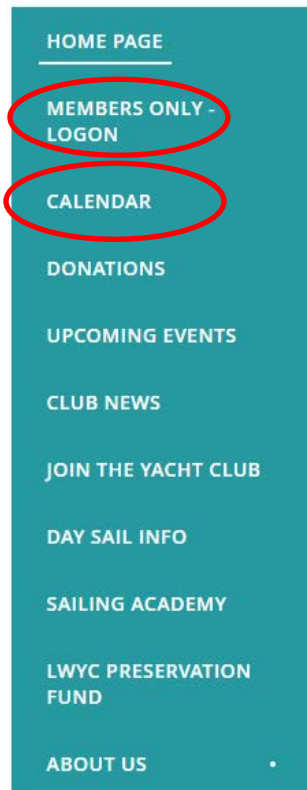 HOME PAGE
MEMBERS ONLY -
LOGON
CALENDAR
DONATIONS
UPCOMING EVENTS
CLUB NEWS
JOIN THE YACHT CLUB
DAY SAIL INFO
SAILING ACADEMY
LWYC PRESERVATION
FUND
ABOUT US